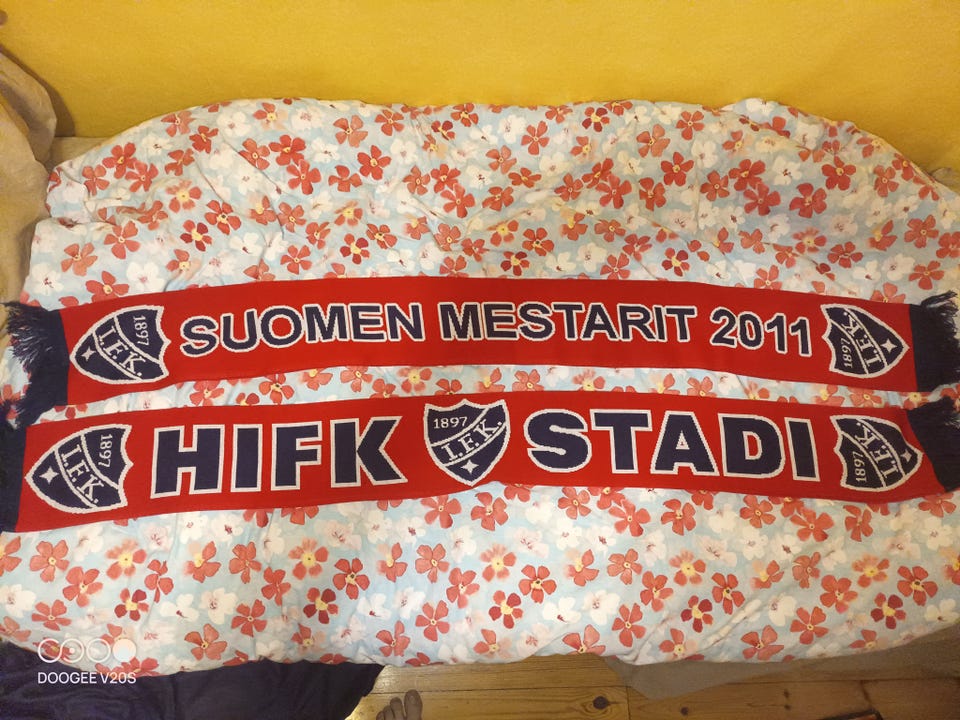 1897
I.F.K.
SUOMEN MESTARIT 2011
1897
I.F.K.
1897
I.F.K.
HIFK
1897
I.F.K.
STADI
1897
I.F.K.
DOOGEE V20S